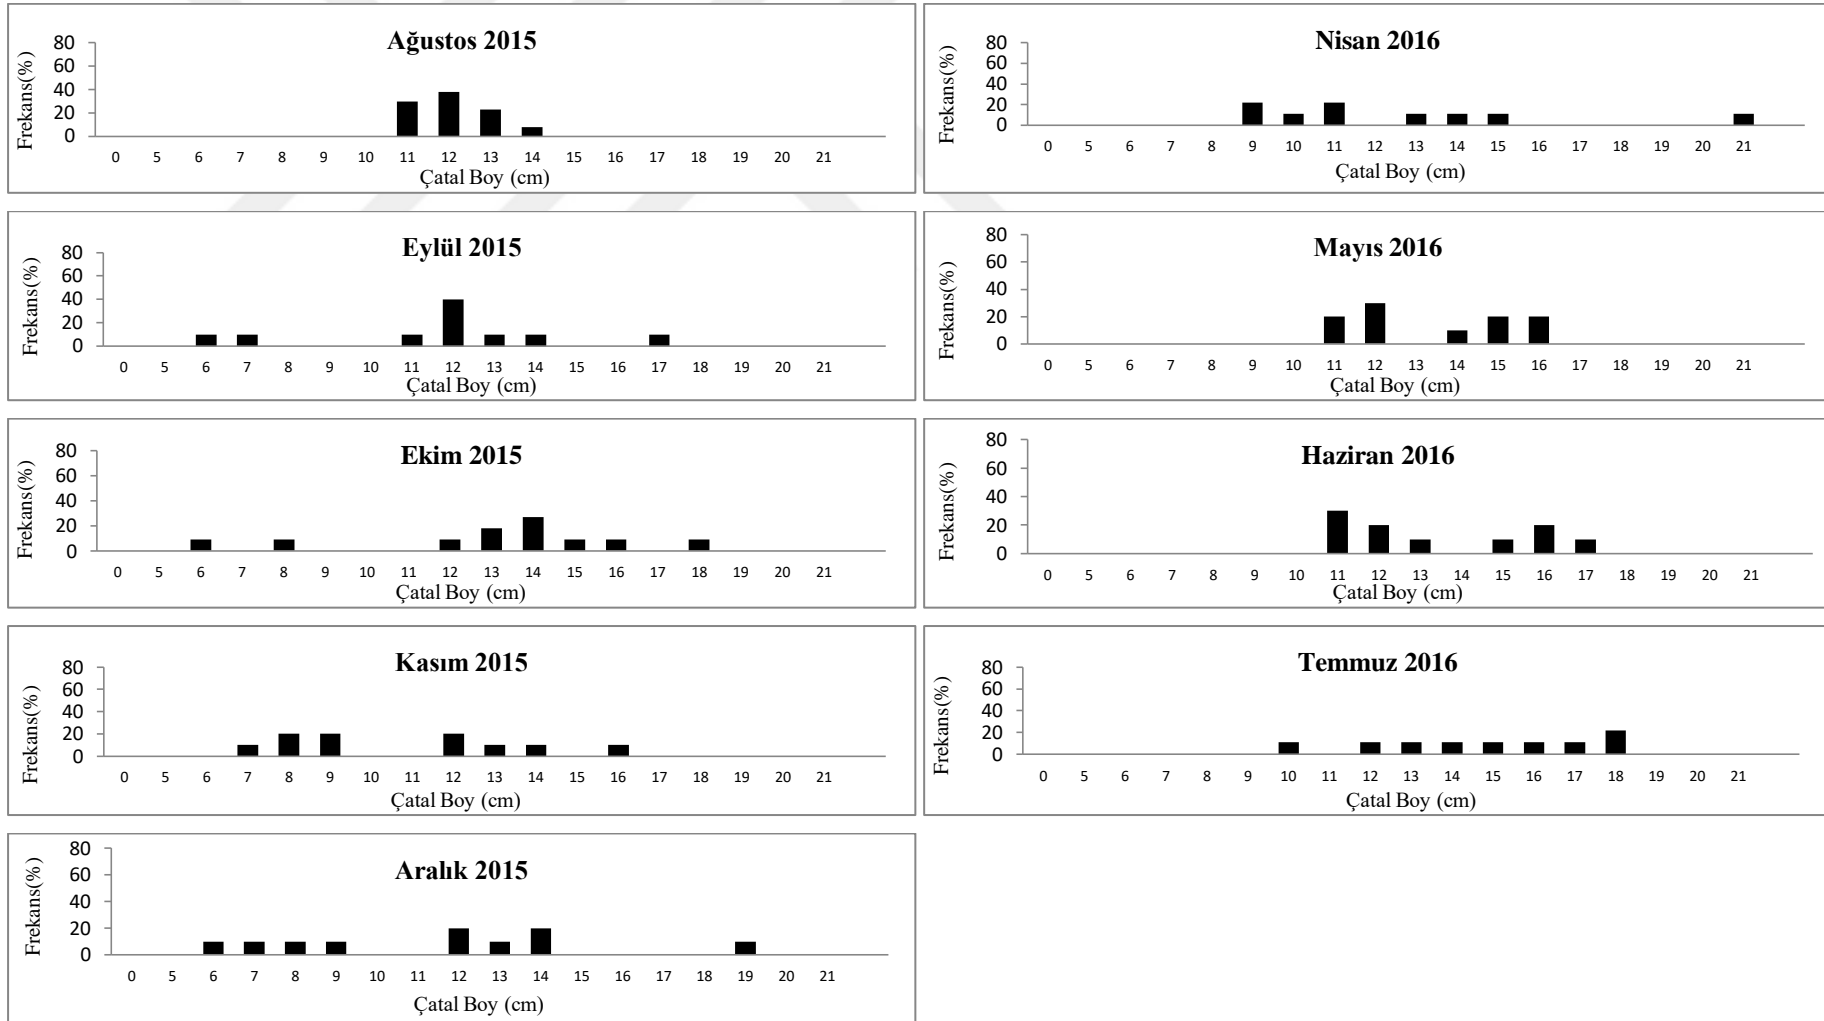 Ağustos 2015
Frekans(%)
80
60
40
20
0
0 5 6 7 8 9 10 11 12 13 14 15 16 17 18 19 20 21
Çatal Boy (cm)
Nisan 2016
Frekans(%)
80
60
40
20
0
0 5 6 7 8 9 10 11 12 13 14 15 16 17 18 19 20 21
Çatal Boy (cm)
Eylül 2015
Frekans(%)
80
60
40
20
0
0 5 6 7 8 9 10 11 12 13 14 15 16 17 18 19 20 21
Çatal Boy (cm)
Mayıs 2016
Frekans(%)
80
60
40
20
0
0 5 6 7 8 9 10 11 12 13 14 15 16 17 18 19 20 21
Çatal Boy (cm)
Ekim 2015
Frekans(%)
80
60
40
20
0
0 5 6 7 8 9 10 11 12 13 14 15 16 17 18 19 20 21
Çatal Boy (cm)
Haziran 2016
Frekans(%)
80
60
40
20
0
0 5 6 7 8 9 10 11 12 13 14 15 16 17 18 19 20 21
Çatal Boy (cm)
Kasım 2015
Frekans(%)
80
60
40
20
0
0 5 6 7 8 9 10 11 12 13 14 15 16 17 18 19 20 21
Çatal Boy (cm)
Temmuz 2016
Frekans(%)
80
60
40
20
0
0 5 6 7 8 9 10 11 12 13 14 15 16 17 18 19 20 21
Çatal Boy (cm)
Aralık 2015
Frekans(%)
80
60
40
20
0
0 5 6 7 8 9 10 11 12 13 14 15 16 17 18 19 20 21
Çatal Boy (cm)